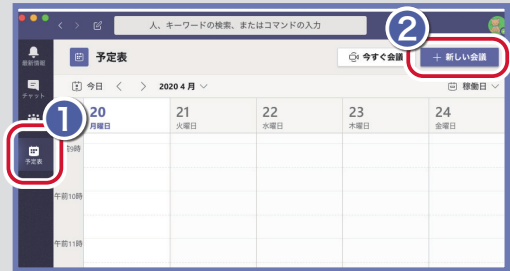 人、キーワードの検索、またはコマンドの入力
②
最新情報
予定表
今すぐ会議
＋ 新しい会議
チャット
今日
2020 4 月
稼働日
①
20
月曜日
21
火曜日
22
水曜日
23
木曜日
24
金曜日
予定表
午前10時
午前11時